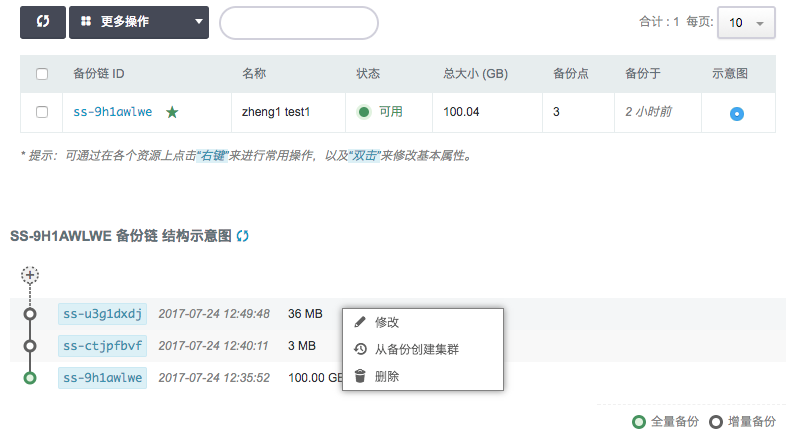 更多操作 合计 : 1 每页: 10
备份链 ID 名称 状态 总大小 (GB) 备份点 备份于 示意图
ss-9h1awlwe zheng1 test1 可用 100.04 3 2 小时前
* 提示：可通过在各个资源上点击“右键”来进行常用操作，以及“双击”来修改基本属性。
SS-9H1AWLWE 备份链 结构示意图
ss-u3g1dxdj 2017-07-24 12:49:48 36 MB
ss-ctjpfbvf 2017-07-24 12:40:11 3 MB
ss-9h1awlwe 2017-07-24 12:35:52 100.00 GB
修改
从备份创建集群
删除
全量备份 增量备份